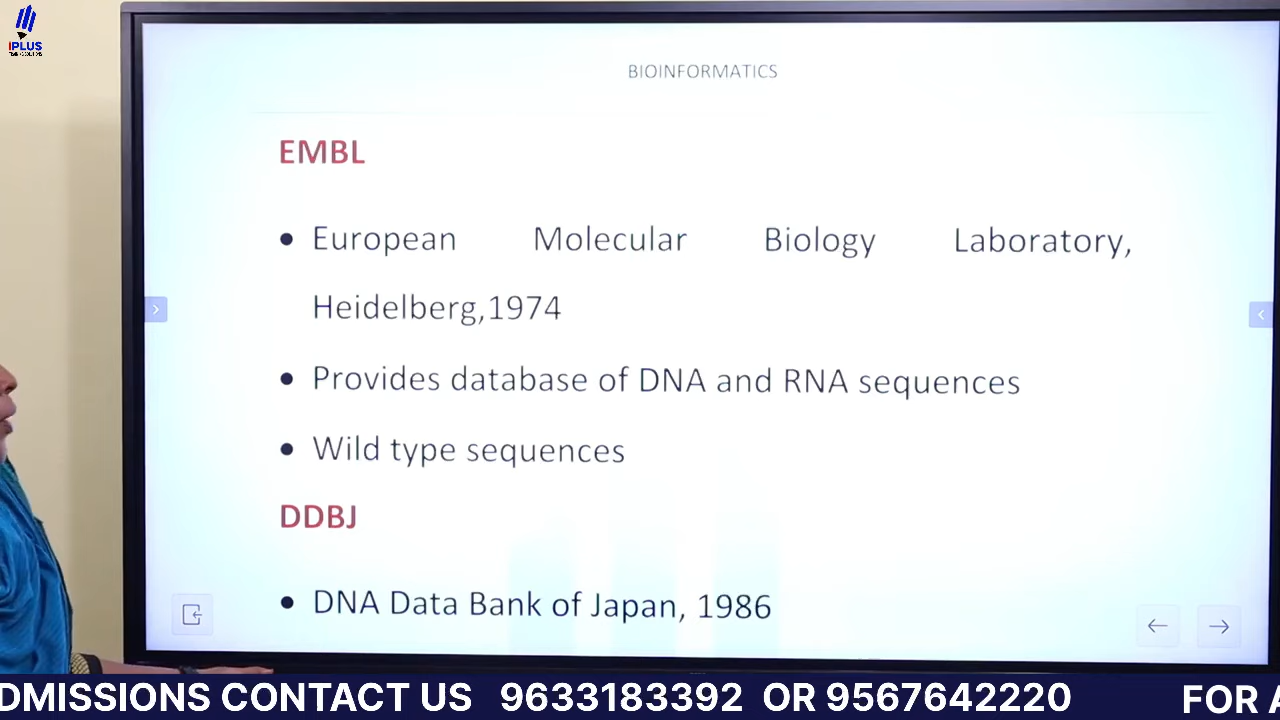 IPLUS
BIOINFORMATICS
EMBL
• European Molecular Biology Laboratory,
Heidelberg,1974
• Provides database of DNA and RNA sequences
• Wild type sequences
DDBJ
• DNA Data Bank of Japan, 1986
DMISSIONS CONTACT US 9633183392 OR 9567642220 FOR A